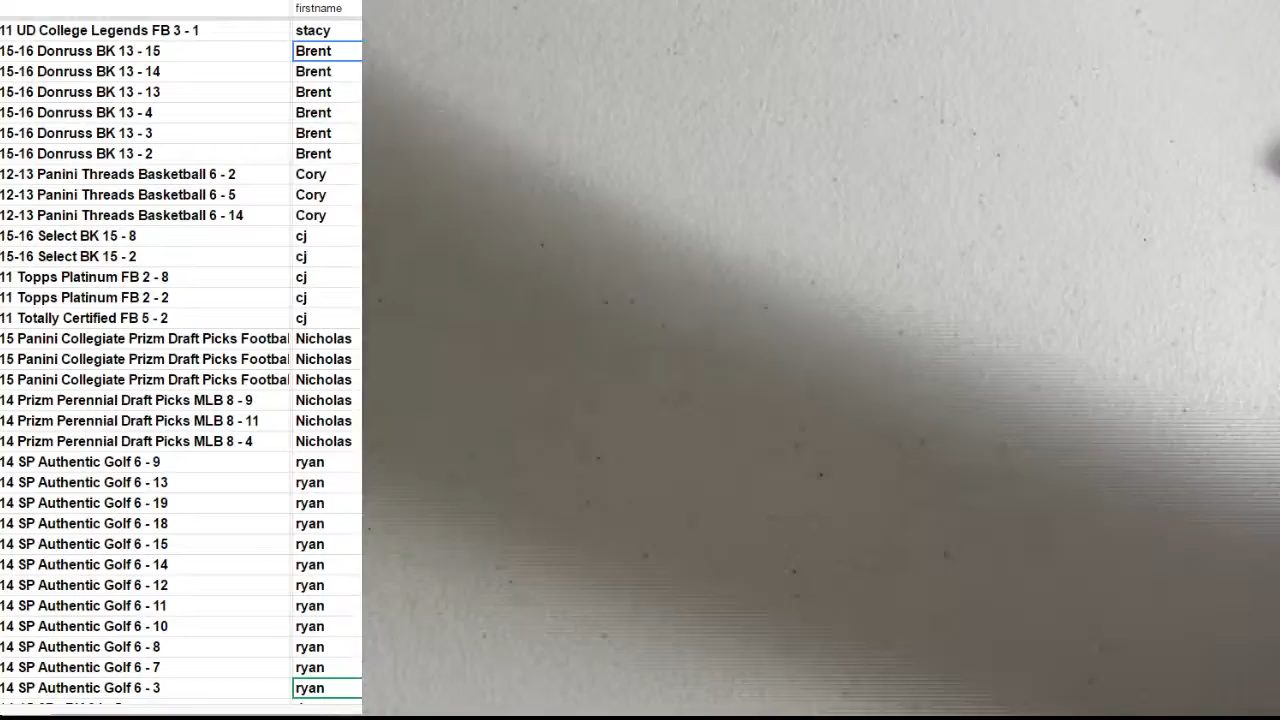 firstname
11 UD College Legends FB 3 - 1 stacy
15-16 Donruss BK 13 - 15 Brent
15-16 Donruss BK 13 - 14 Brent
15-16 Donruss BK 13 - 13 Brent
15-16 Donruss BK 13 - 4 Brent
15-16 Donruss BK 13 - 3 Brent
15-16 Donruss BK 13 - 2 Brent
12-13 Panini Threads Basketball 6 - 2 Cory
12-13 Panini Threads Basketball 6 - 5 Cory
12-13 Panini Threads Basketball 6 - 14 Cory
15-16 Select BK 15 - 8 cj
15-16 Select BK 15 - 2 cj
11 Topps Platinum FB 2 - 8 cj
11 Topps Platinum FB 2 - 2 cj
11 Totally Certified FB 5 - 2 cj
15 Panini Collegiate Prizm Draft Picks Footbal Nicholas
15 Panini Collegiate Prizm Draft Picks Footbal Nicholas
15 Panini Collegiate Prizm Draft Picks Footbal Nicholas
14 Prizm Perennial Draft Picks MLB 8 - 9 Nicholas
14 Prizm Perennial Draft Picks MLB 8 - 11 Nicholas
14 Prizm Perennial Draft Picks MLB 8 - 4 Nicholas
14 SP Authentic Golf 6 - 9 ryan
14 SP Authentic Golf 6 - 13 ryan
14 SP Authentic Golf 6 - 19 ryan
14 SP Authentic Golf 6 - 18 ryan
14 SP Authentic Golf 6 - 15 ryan
14 SP Authentic Golf 6 - 14 ryan
14 SP Authentic Golf 6 - 12 ryan
14 SP Authentic Golf 6 - 11 ryan
14 SP Authentic Golf 6 - 10 ryan
14 SP Authentic Golf 6 - 8 ryan
14 SP Authentic Golf 6 - 7 ryan
14 SP Authentic Golf 6 - 3 ryan